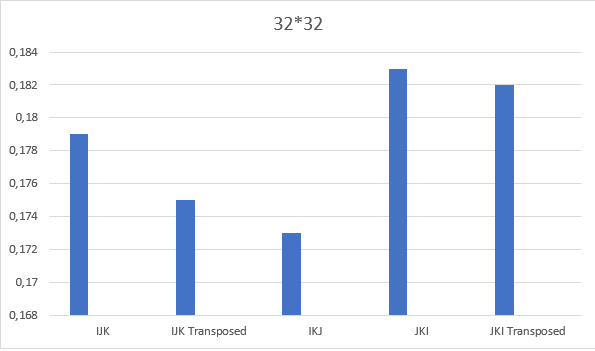 32*32
0,184
0,182
0,18
0,178
0,176
0,174
0,172
0,17
0,168
IJK
IJK Transposed
IKJ
JKI
JKI Transposed